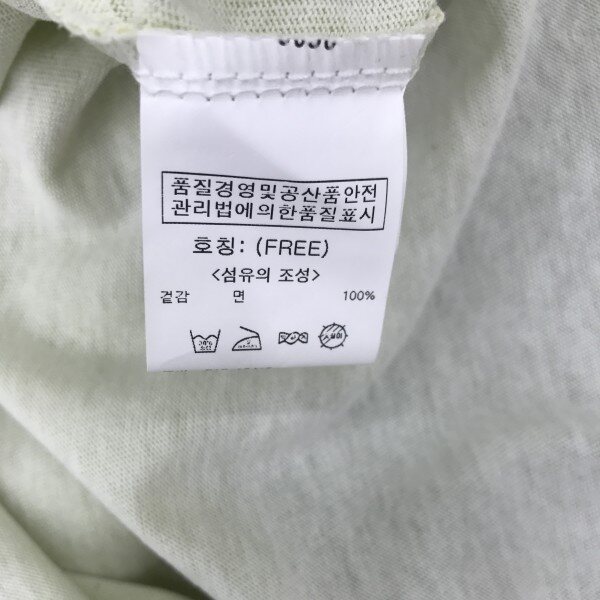 품질경영및공산품안전
관리법에의한품질표시
호칭: (FREE)
<섬유의 조성>
겉감 면 100%